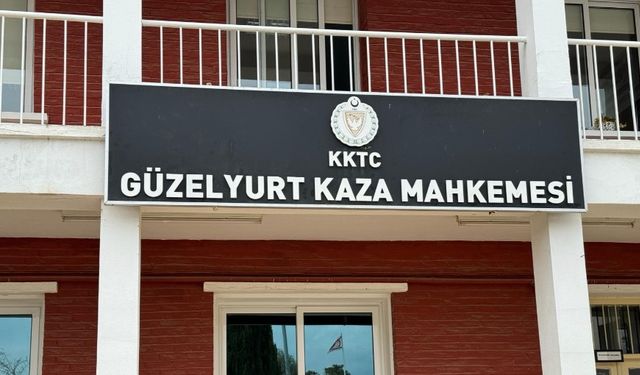 KKTC
GÜZELYURT KAZA MAHKEMESİ